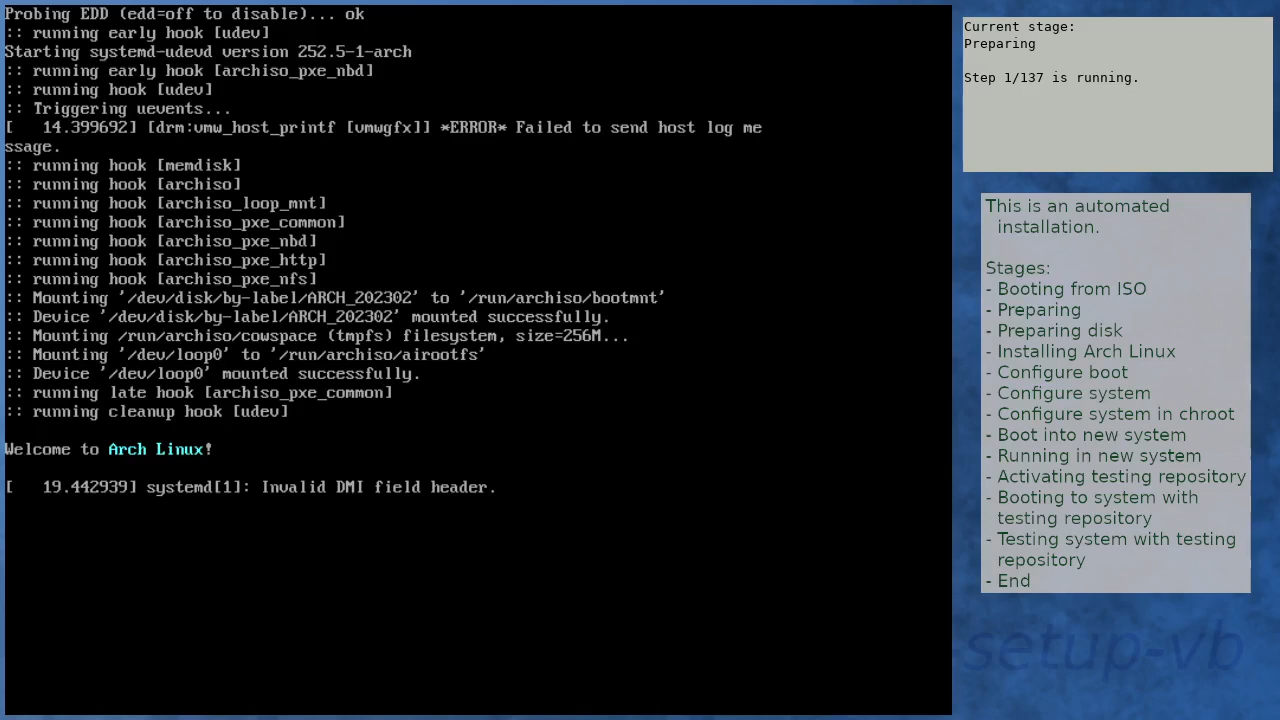 Probing EDD (edd=off to disable)... ok
:: running early hook [udev]
Starting systemd-udevd version 252.5-1-arch
:: running early hook [archiso_pxe_nbd]
:: running hook [udev]
:: Triggering uevents...
[   14.399692] [drm:vmw_host_printf [vmwgfx]] *ERROR* Failed to send host log me
ssage.
:: running hook [memdisk]
:: running hook [archiso]
:: running hook [archiso_loop_mnt]
:: running hook [archiso_pxe_common]
:: running hook [archiso_pxe_nbd]
:: running hook [archiso_pxe_http]
:: running hook [archiso_pxe_nfs]
:: Mounting '/dev/disk/by-label/ARCH_202302' to '/run/archiso/bootmnt'
:: Device '/dev/disk/by-label/ARCH_202302' mounted successfully.
:: Mounting /run/archiso/cowspace (tmpfs) filesystem, size=256M...
:: Mounting '/dev/loop0' to '/run/archiso/airootfs'
:: Device '/dev/loop0' mounted successfully.
:: running late hook [archiso_pxe_common]
:: running cleanup hook [udev]
Welcome to Arch Linux!
[   19.442939] systemd[1]: Invalid DMI field header.
Current stage:
Preparing
Step 1/137 is running.
This is an automated
installation.
Stages:
- Booting from ISO
- Preparing
- Preparing disk
- Installing Arch Linux
- Configure boot
- Configure system
- Configure system in chroot
- Boot into new system
- Running in new system
- Activating testing repository
- Booting to system with
testing repository
- Testing system with testing
repository
- End
setup-vb